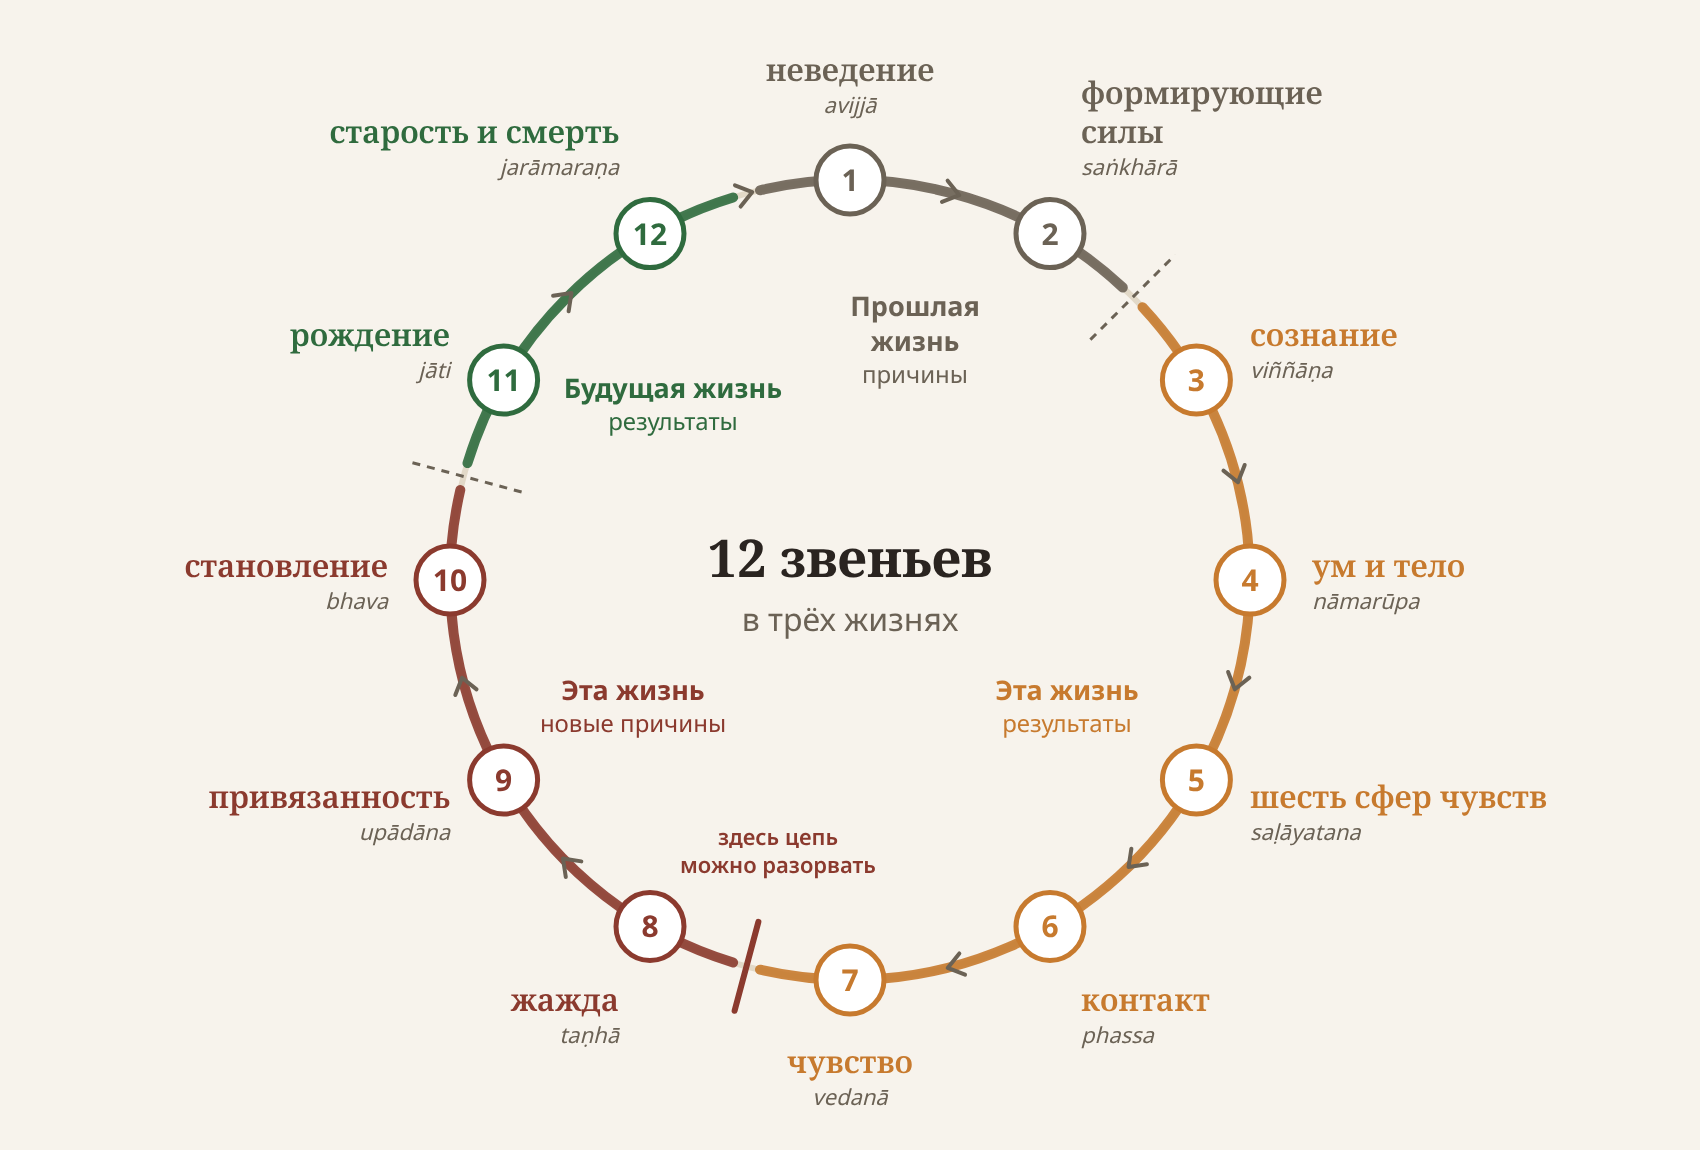 неведение
avijjā
1
формирующие
силы
saṅkhārā
2
сознание
viññāṇa
3
ум и тело
nāmarūpa
4
шесть сфер чувств
saḷāyatana
5
контакт
phassa
6
чувство
vedanā
7
жажда
taṇhā
8
привязанность
upādāna
9
становление
bhava
10
рождение
jāti
11
старость и смерть
jarāmaraṇa
12
Прошлая
жизнь
причины
Будущая жизнь
результаты
12 звеньев
в трёх жизнях
Эта жизнь
новые причины
Эта жизнь
результаты
здесь цепь
можно разорвать